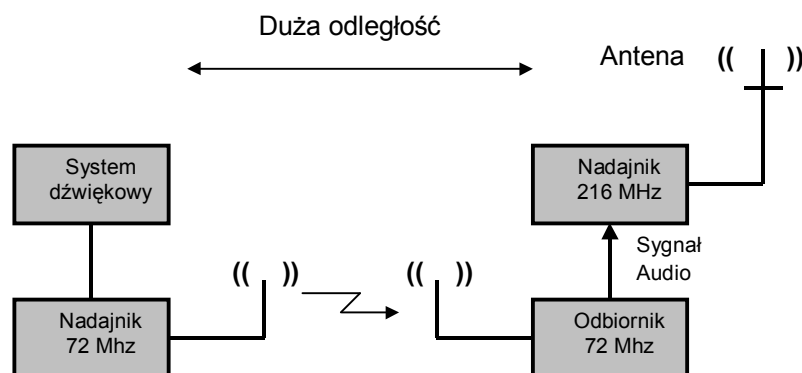 Duża odległość
Antena (( ))
System
dźwiękowy
Nadajnik
216 MHz
Sygnał
Audio
(( ))
(( ))
Nadajnik
72 Mhz
Odbiornik
72 MHz